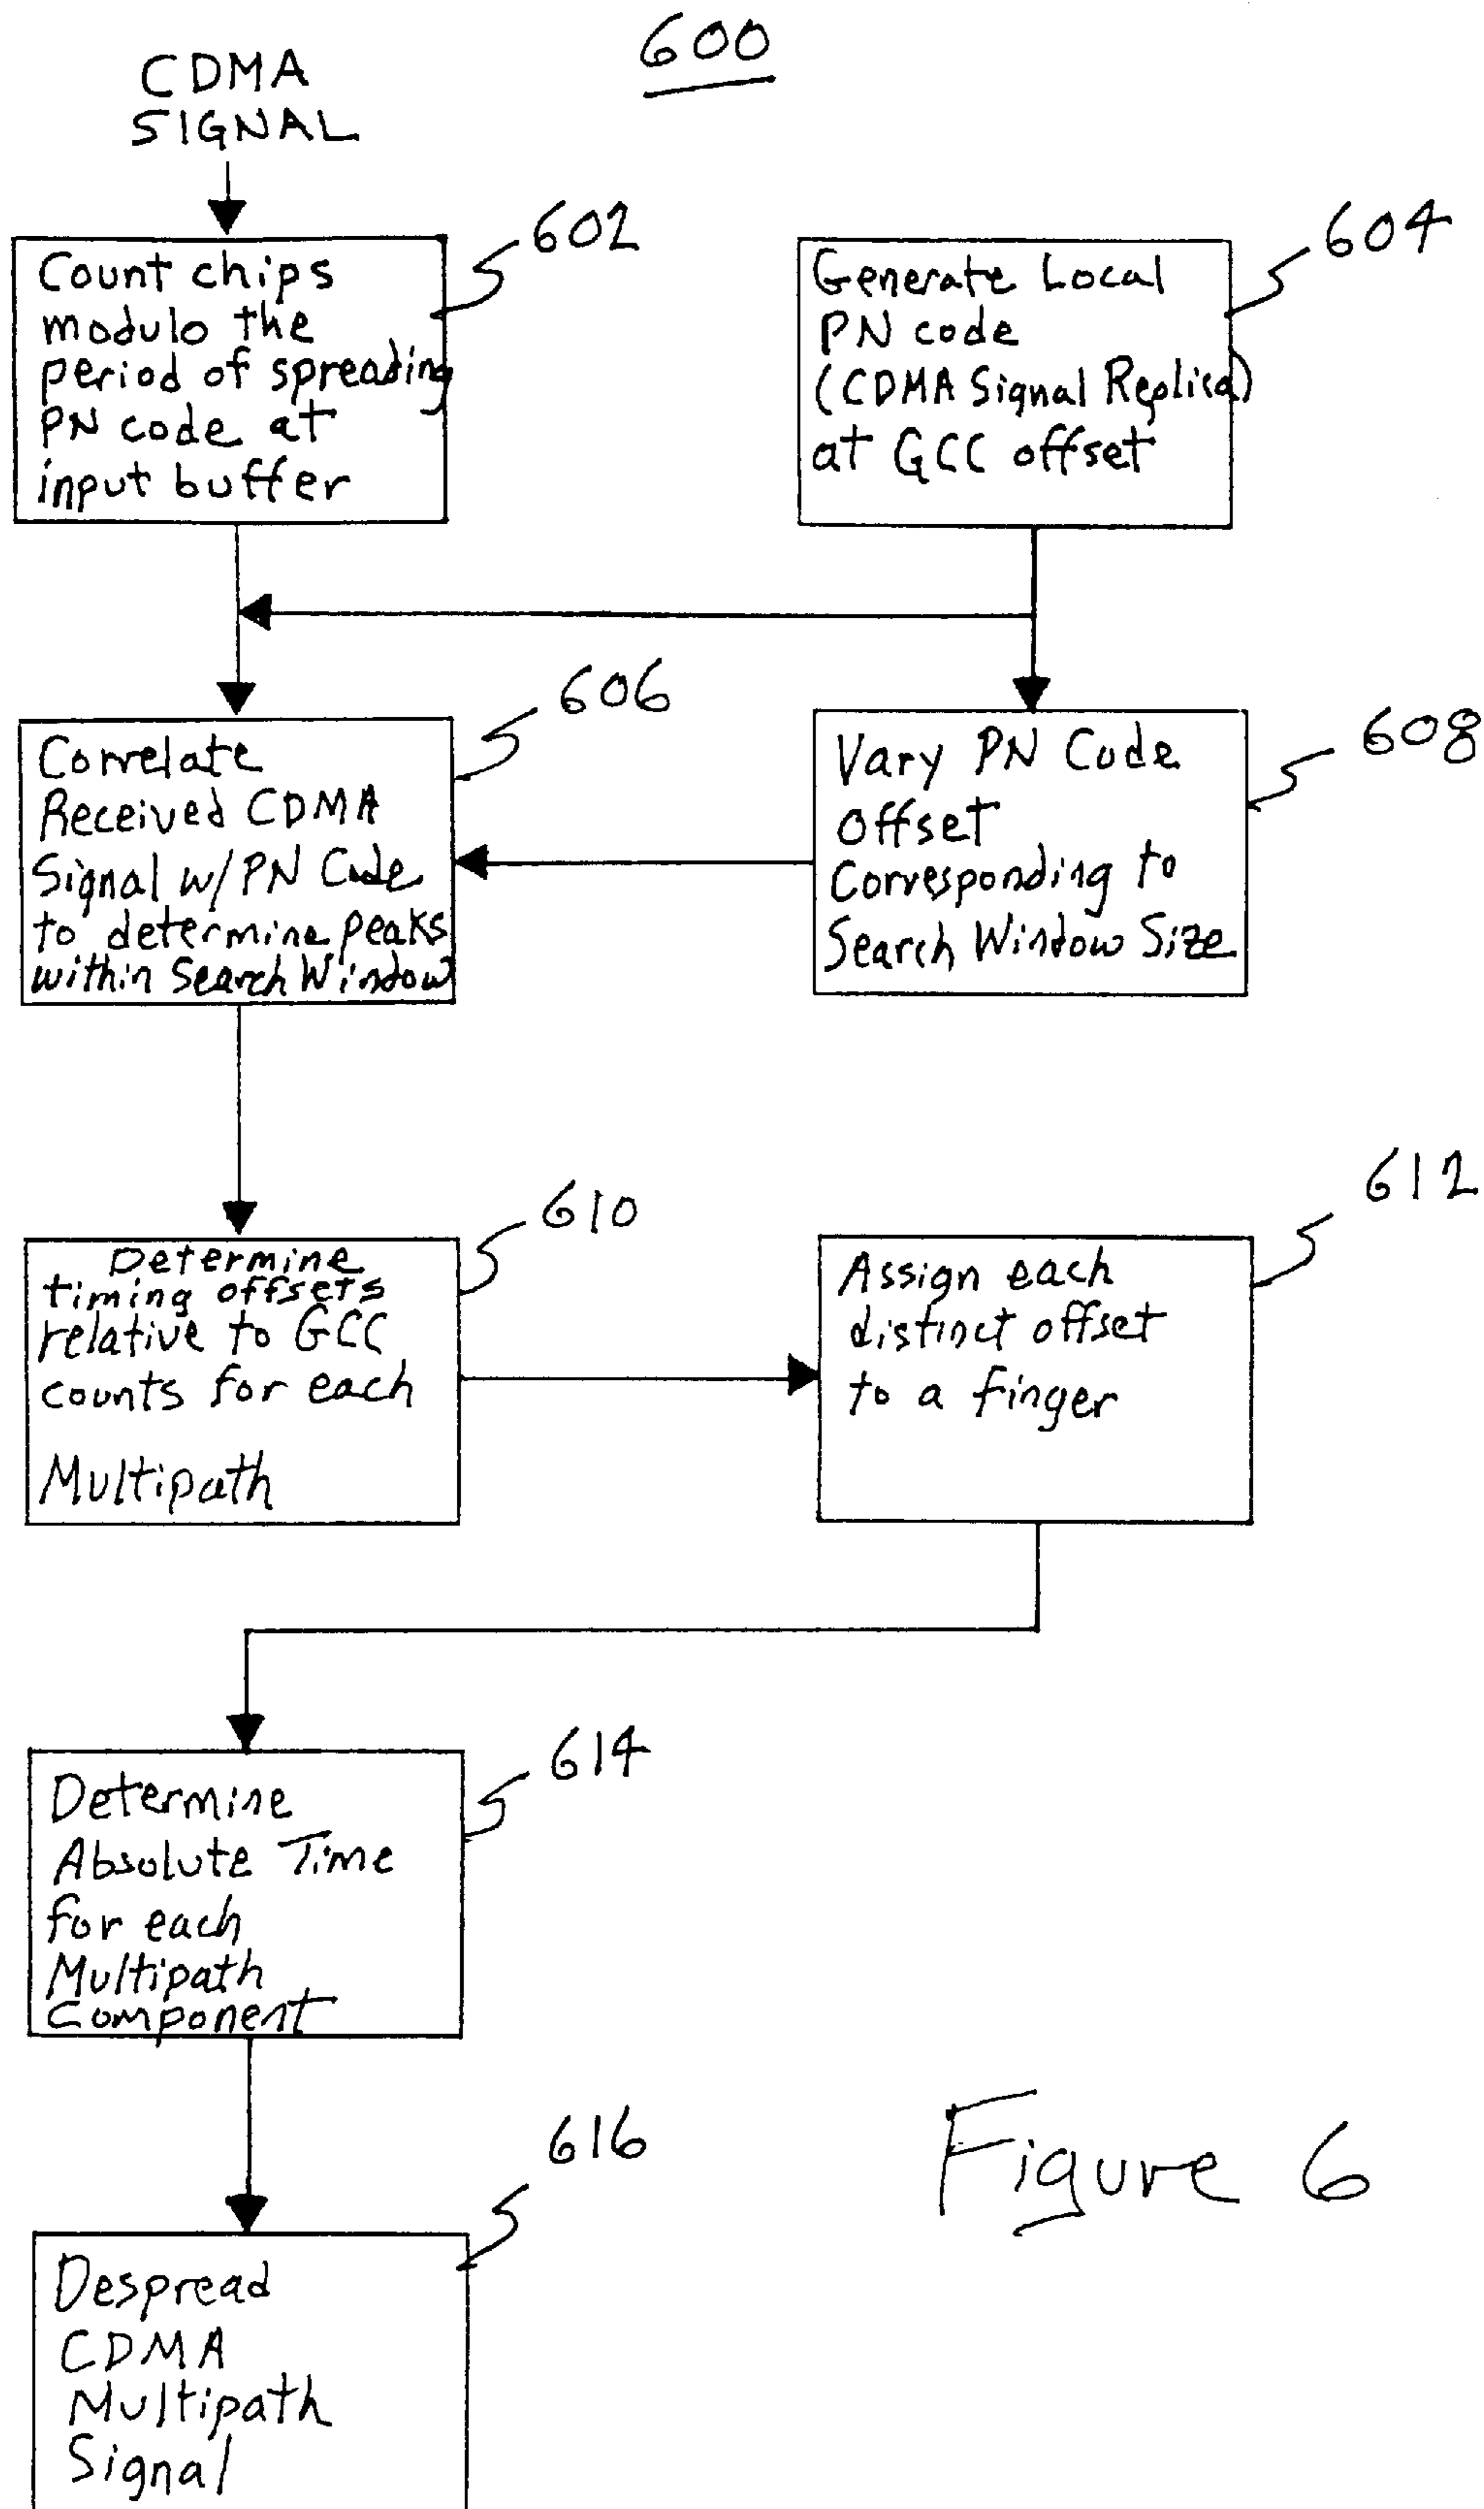 600
CDMA
SIGNAL
602
Count chips
modulo the
period of spreading
PN code at
input buffer
604
Generate Local
PN code
(CDMA Signal Replica)
at GCC offset
606
Correlate
Received CDMA
Signal w/PN Code
to determine peaks
within Search Window
608
Vary PN Code
Offset
Corresponding to
Search Window Size
610
Determine
timing offsets
relative to GCC
counts for each
Multipath
612
Assign each
distinct offset
to a finger
614
Determine
Absolute Time
for each
Multipath
Component
616
Despread
CDMA
Multipath
Signal
Figure 6